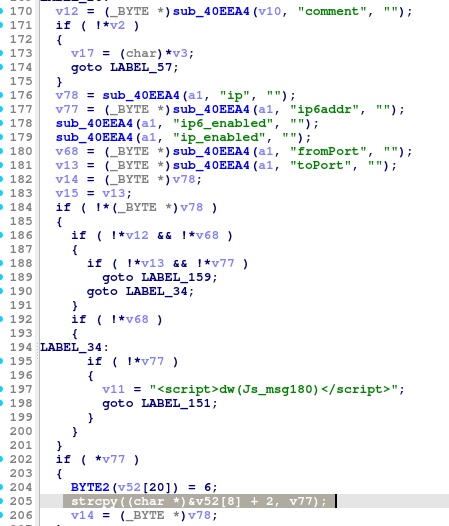 170 v12 = (_BYTE *)sub_40EEA4(v10, "comment", "");
171 if ( !*v2 )
172 {
173 v17 = (char)*v3;
174 goto LABEL_57;
175 }
176 v78 = sub_40EEA4(a1, "ip", "");
177 v77 = (_BYTE *)sub_40EEA4(a1, "ip6addr", "");
178 sub_40EEA4(a1, "ip6_enabled", "");
179 sub_40EEA4(a1, "ip_enabled", "");
180 v68 = (_BYTE *)sub_40EEA4(a1, "fromPort", "");
181 v13 = (_BYTE *)sub_40EEA4(a1, "toPort", "");
182 v14 = (_BYTE *)v78;
183 v15 = v13;
184 if ( !*(_BYTE *)v78 )
185 {
186 if ( !*v12 && !*v68 )
187 {
188 if ( !*v13 && !*v77 )
189 goto LABEL_159;
190 goto LABEL_34;
191 }
192 if ( !*v68 )
193 {
194 LABEL_34:
195 if ( !*v77 )
196 {
197 v11 = "<script>dw(Js_msg180)</script>";
198 goto LABEL_151;
199 }
200 }
201 }
202 if ( *v77 )
203 {
204 BYTE2(v52[20]) = 6;
205 strcpy((char *)&v52[8] + 2, v77);
206 v14 = (_BYTE *)v78;